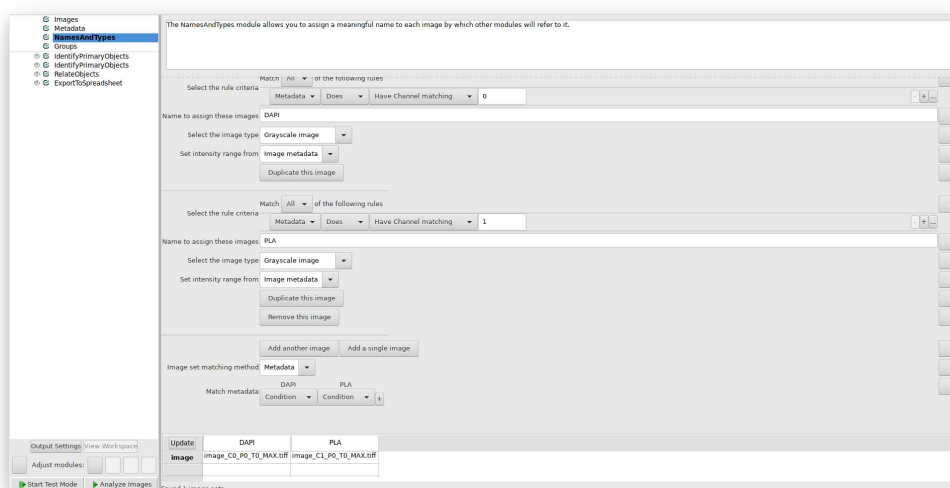 Images
Metadata
NamesAndTypes
Groups
IdentifyPrimaryObjects
IdentifyPrimaryObjects
RelateObjects
ExportToSpreadsheet
The NamesAndTypes module allows you to assign a meaningful name to each image by which other modules will refer to it.
Match All of the following rules
Select the rule criteria
Metadata Does Have Channel matching 0 - + ...
Name to assign these images DAPI
Select the image type Grayscale image
Set intensity range from Image metadata
Duplicate this image
Match All of the following rules
Select the rule criteria
Metadata Does Have Channel matching 1 - + ...
Name to assign these images PLA
Select the image type Grayscale image
Set intensity range from Image metadata
Duplicate this image
Remove this image
Add another image Add a single image
Image set matching method Metadata
DAPI PLA
Match metadata Condition Condition +
Update DAPI PLA
image image_C0_P0_T0_MAX.tiff image_C1_P0_T0_MAX.tiff
Output Settings View Workspace
Adjust modules:
Start Test Mode Analyze Images
Found 1 image sets